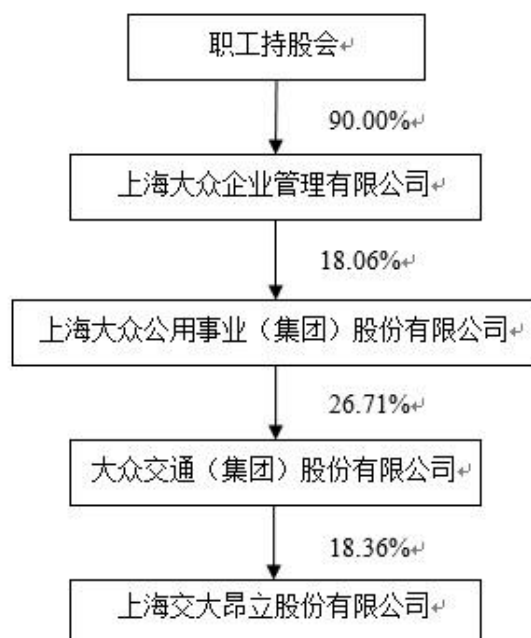 职工持股会↵
90.00%↵
上海大众企业管理有限公司↵
18.06%↵
上海大众公用事业（集团）股份有限公司↵
26.71%↵
大众交通（集团）股份有限公司↵
18.36%↵
上海交大昂立股份有限公司↵